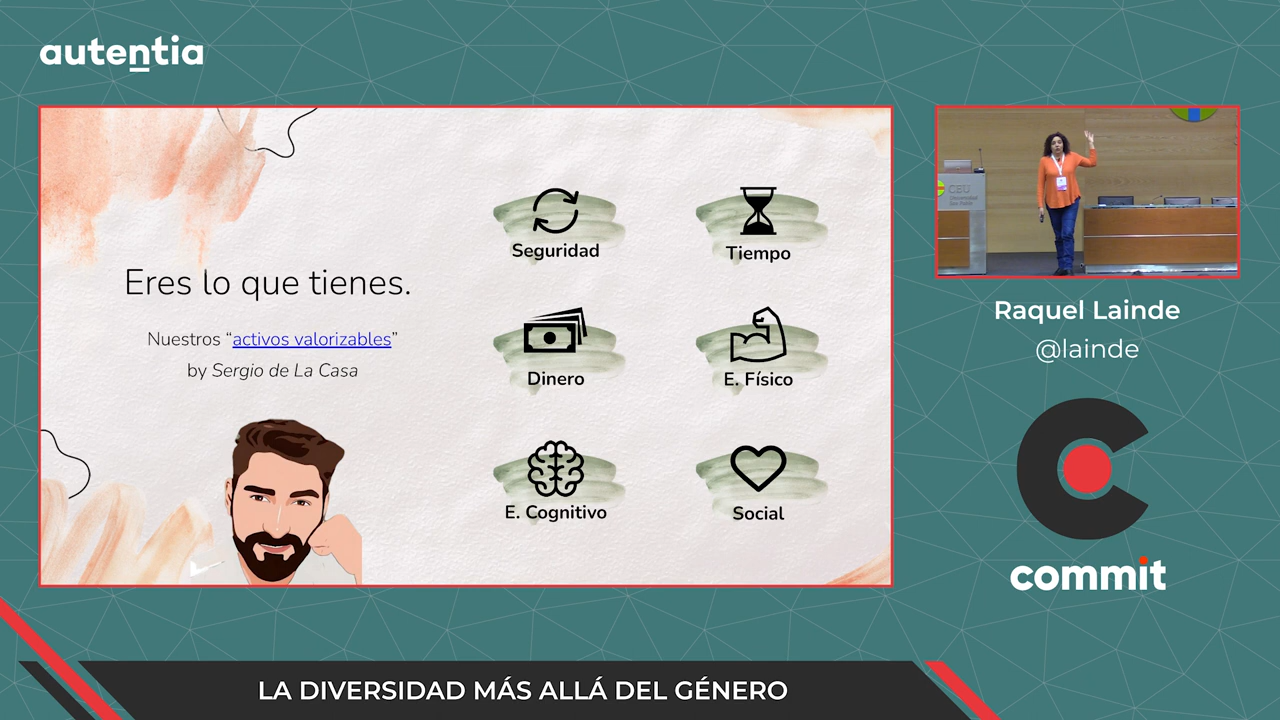 autentia
Eres lo que tienes.
Nuestros “activos valorizables”
by Sergio de La Casa
Seguridad
Tiempo
Dinero
E. Físico
E. Cognitivo
Social
CEU
Raquel Lainde
@lainde
commit
LA DIVERSIDAD MÁS ALLÁ DEL GÉNERO